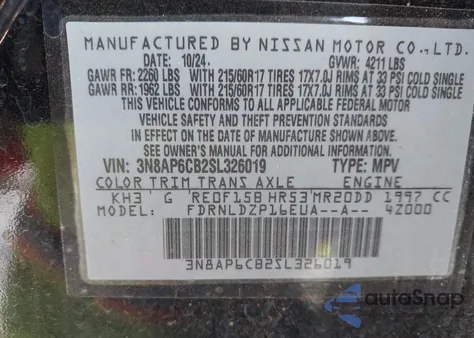 MANUFACTURED BY NISSAN MOTOR CO.,LTD.
DATE: 10/24 GVWR: 4211 LBS
GAWR FR: 2260 LBS WITH 215/60R17 TIRES 17X7.0J RIMS AT 33 PSI COLD SINGLE
GAWR RR: 1962 LBS WITH 215/60R17 TIRES 17X7.0J RIMS AT 33 PSI COLD SINGLE
THIS VEHICLE CONFORMS TO ALL APPLICABLE FEDERAL MOTOR
VEHICLE SAFETY AND THEFT PREVENTION STANDARDS
IN EFFECT ON THE DATE OF MANUFACTURE SHOWN ABOVE.
SEE OWNER'S MANUAL FOR ADDITIONAL INFORMATION
VIN: 3N8AP6CB2SL326019 TYPE: MPV
COLOR TRIM TRANS AXLE ENGINE
KH3 G RE0F15B HR53 MR20DD 1997 CC
MODEL: FDRNLDZP16EUA--A-- 4Z000
3N8AP6CB2SL326019
autoSnap